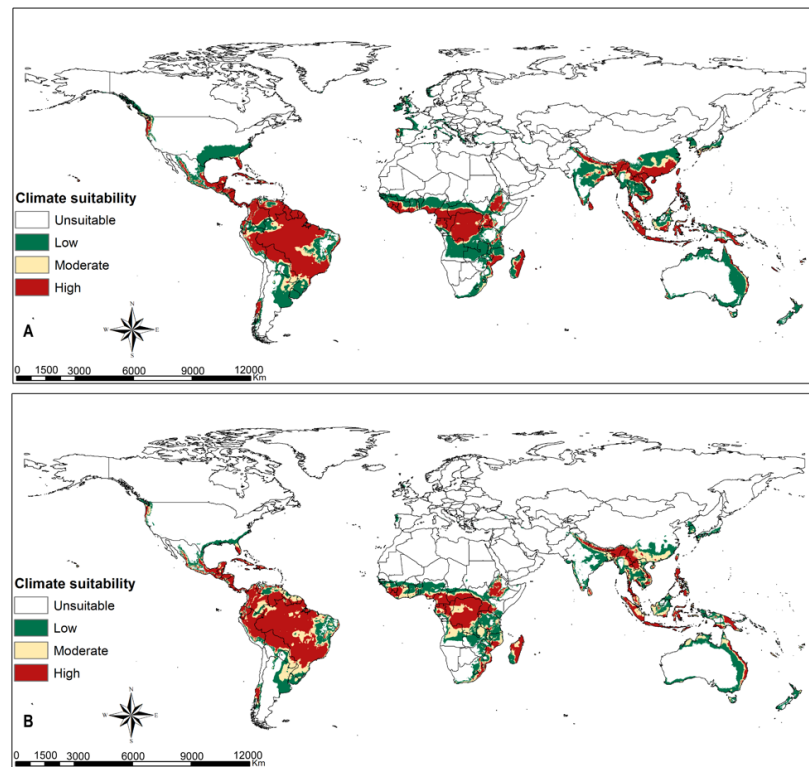 Climate suitability
Unsuitable
Low
Moderate
High
N
W E
S
A
0 1500 3000 6000 9000 12000
Km
Climate suitability
Unsuitable
Low
Moderate
High
N
W E
S
B
0 1500 3000 6000 9000 12000
Km